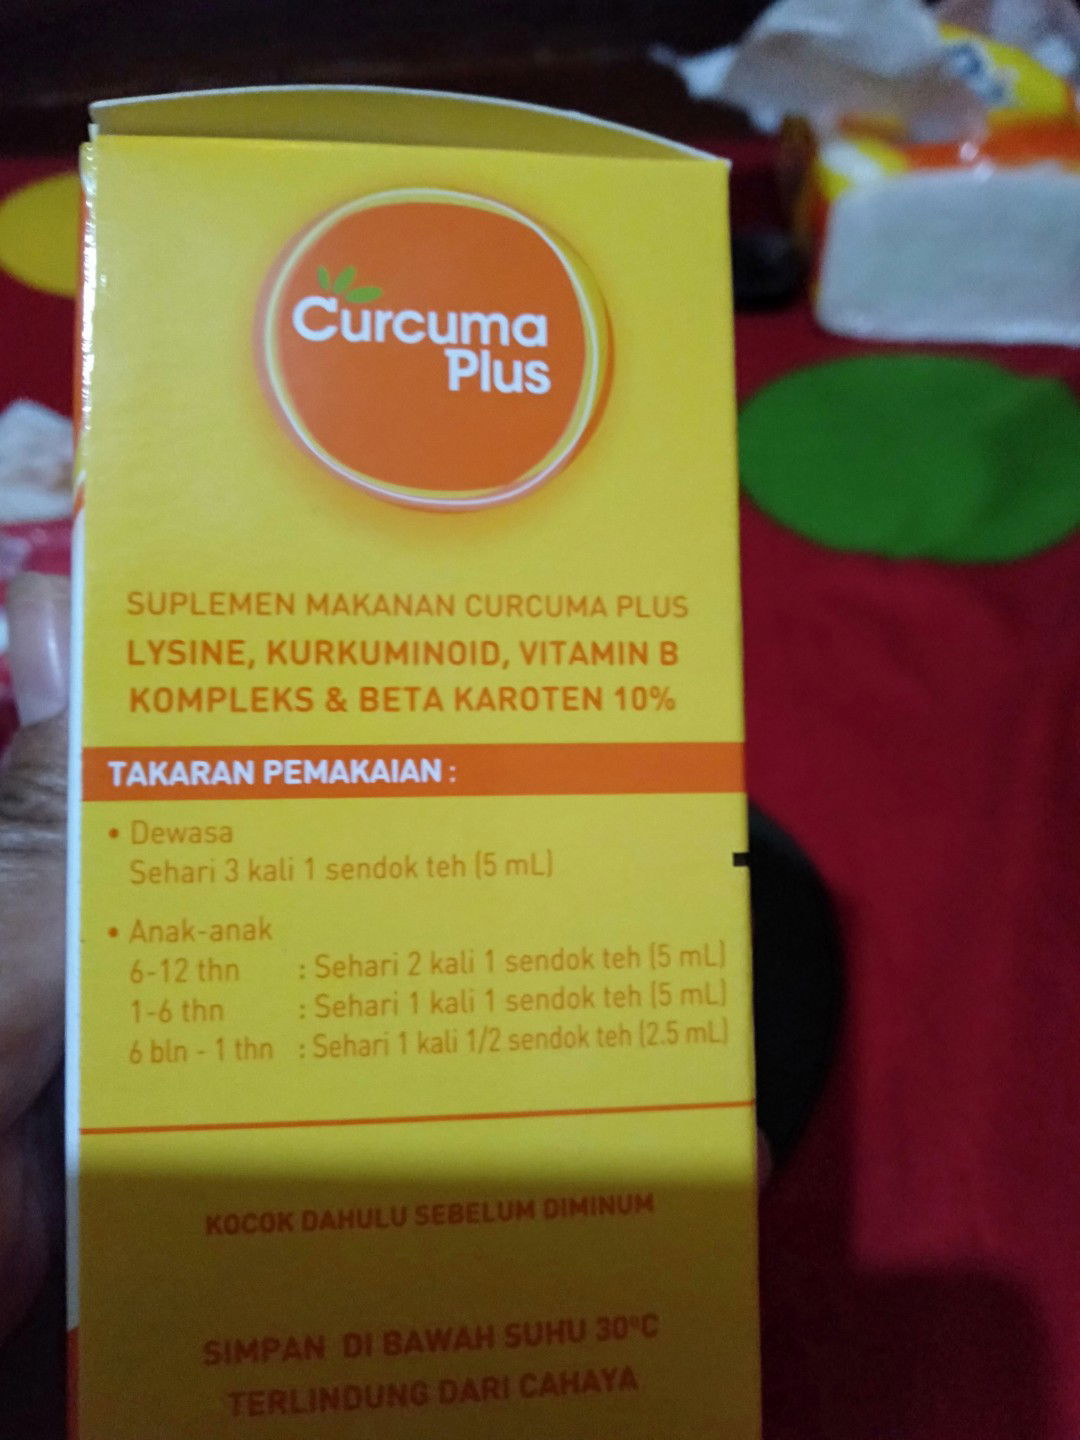 Curcuma
Plus
SUPLEMEN MAKANAN CURCUMA PLUS
LYSINE, KURKUMINOID, VITAMIN B
KOMPLEKS & BETA KAROTEN 10%
TAKARAN PEMAKAIAN :
• Dewasa
Sehari 3 kali 1 sendok teh (5 mL)
• Anak-anak
6-12 thn : Sehari 2 kali 1 sendok teh (5 mL)
1-6 thn : Sehari 1 kali 1 sendok teh (5 mL)
6 bln - 1 thn : Sehari 1 kali 1/2 sendok teh (2.5 mL)
KOCOK DAHULU SEBELUM DIMINUM
SIMPAN DI BAWAH SUHU 30°C
TERLINDUNG DARI CAHAYA